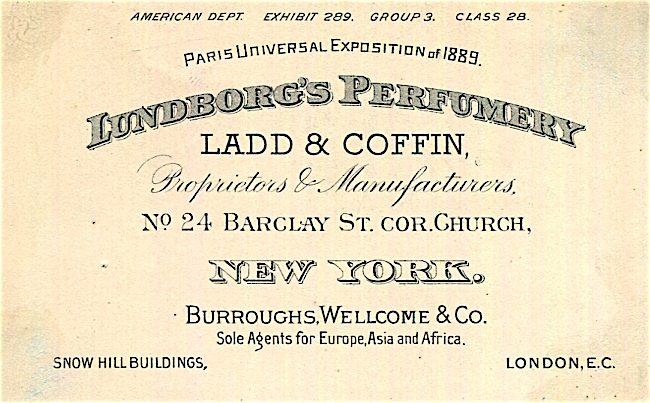 AMERICAN DEPT. EXHIBIT 289. GROUP 3. CLASS 28.
PARIS UNIVERSAL EXPOSITION of 1889.
LUNDBORG'S PERFUMERY
LADD & COFFIN,
Proprietors & Manufacturers,
No 24 BARCLAY ST. COR. CHURCH,
NEW YORK.
BURROUGHS, WELLCOME & CO.
Sole Agents for Europe, Asia and Africa.
SNOW HILL BUILDINGS, LONDON, E.C.